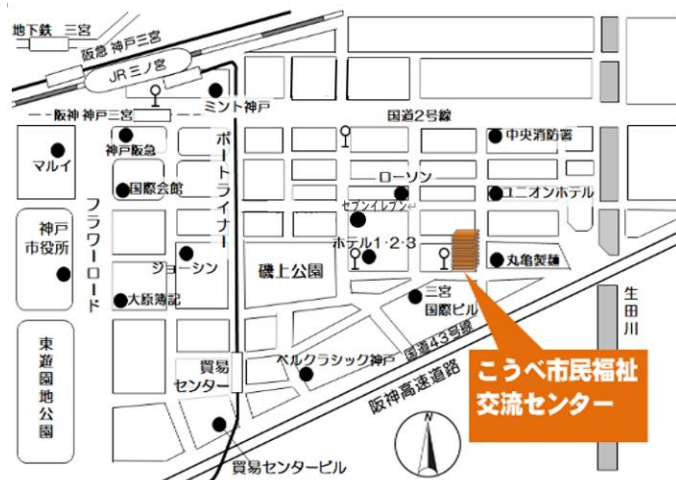 地下鉄 三宮
阪急 神戸三宮
JR 三ノ宮
ミント神戸
阪神 神戸三宮
国道2号線
神戸阪急
ポートライナー
中央消防署
マルイ
国際会館
ローソン
ユニオンホテル
セブンイレブン
フラワーロード
神戸
市役所
ホテル1・2・3
ジョーシン
磯上公園
丸亀製麺
大原簿記
三宮
国際ビル
生田川
国道43号線
東遊園地公園
貿易
センター
ベルクラシック神戸
阪神高速道路
こうべ市民福祉
交流センター
N
貿易センタービル